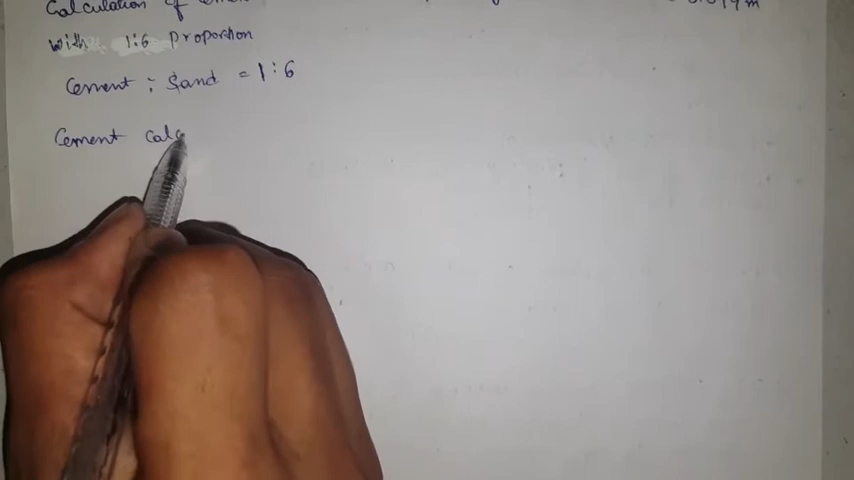 Calculation of
with 1:6 Proportion
Cement : Sand = 1:6
Cement calc